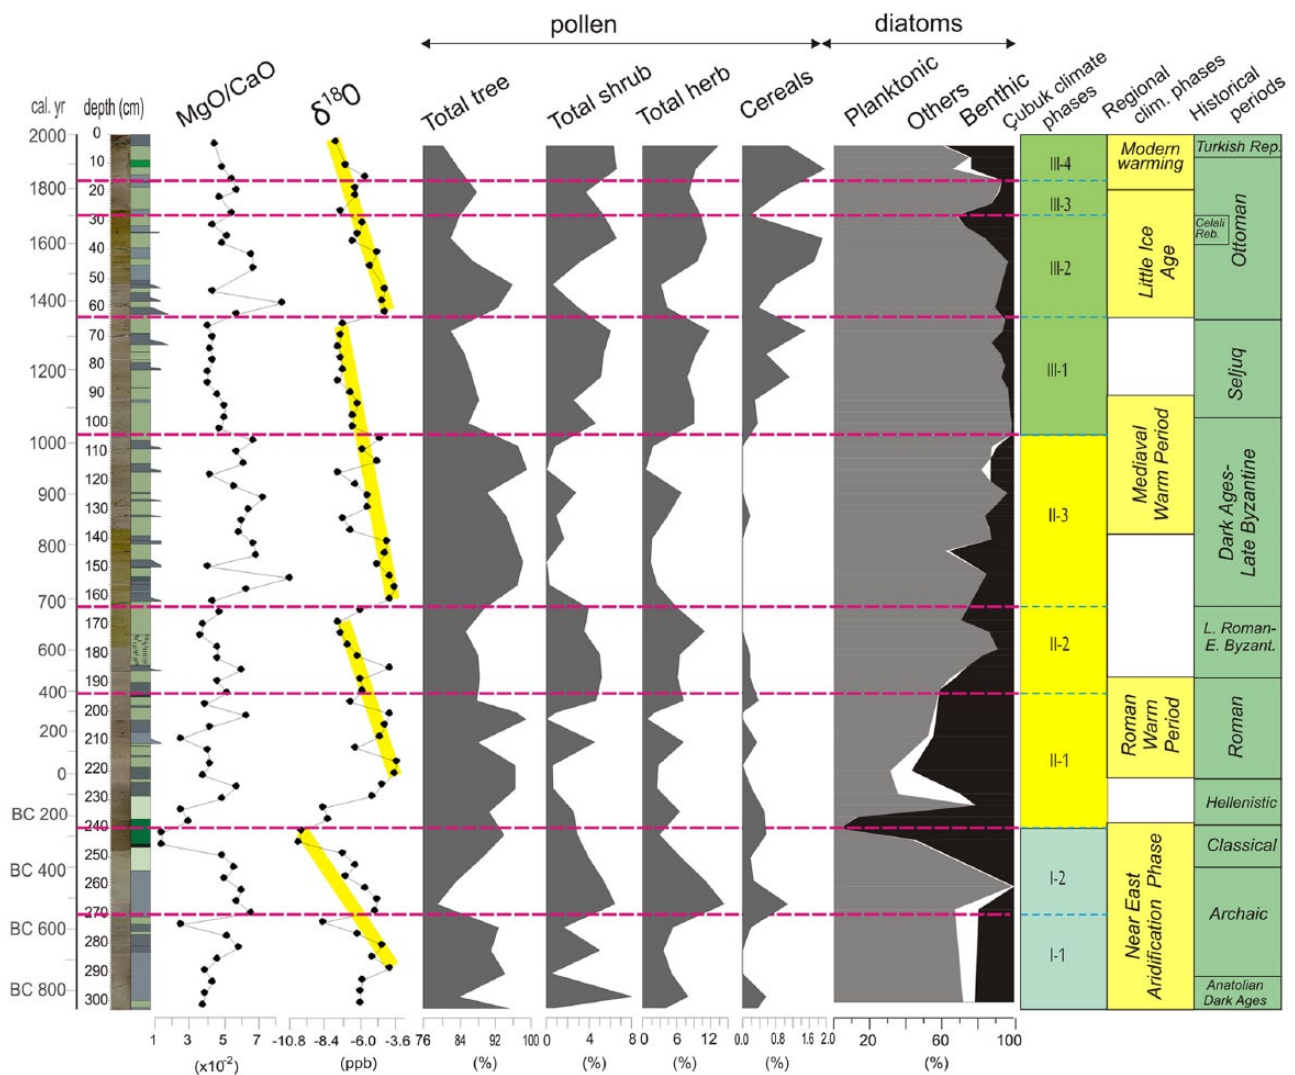 pollen
diatoms
cal. yr
depth (cm)
MgO/CaO
δ18O
Total tree
Total shrub
Total herb
Cereals
Planktonic
Others
Benthic
Çubuk climate
phases
Regional
clim. phases
Historical
periods
2000
1800
1600
1400
1200
1000
900
800
700
600
400
200
0
BC 200
BC 400
BC 600
BC 800
0
10
20
30
40
50
60
70
80
90
100
110
120
130
140
150
160
170
180
190
200
210
220
230
240
250
260
270
280
290
300
III-4
III-3
III-2
III-1
II-3
II-2
II-1
I-2
I-1
Modern
warming
Little Ice
Age
Mediaval
Warm Period
Roman
Warm
Period
Near East
Aridification Phase
Turkish Rep.
Celali
Reb.
Ottoman
Seljuq
Dark Ages-
Late Byzantine
L. Roman-
E. Byzant.
Roman
Hellenistic
Classical
Archaic
Anatolian
Dark Ages
1 3 5 7
-10.8 -8.4 -6.0 -3.6
76 84 92 100
0 4 8
0 6 12
0.0 1.0 2.0
0 20 60 100
(x10-2)
(ppb)
(%)
(%)
(%)
(%)
(%)